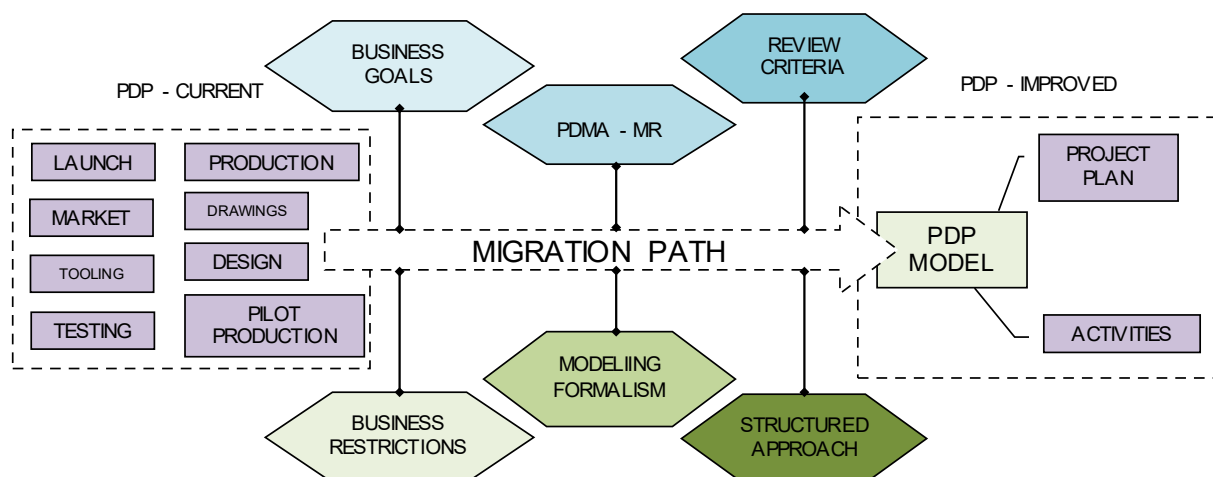 BUSINESS
GOALS
REVIEW
CRITERIA
PDP - CURRENT
PDMA - MR
PDP - IMPROVED
LAUNCH
PRODUCTION
MARKET
DRAWINGS
TOOLING
DESIGN
TESTING
PILOT
PRODUCTION
MIGRATION PATH
PROJECT
PLAN
PDP
MODEL
ACTIVITIES
BUSINESS
RESTRICTIONS
MODELIING
FORMALISM
STRUCTURED
APPROACH